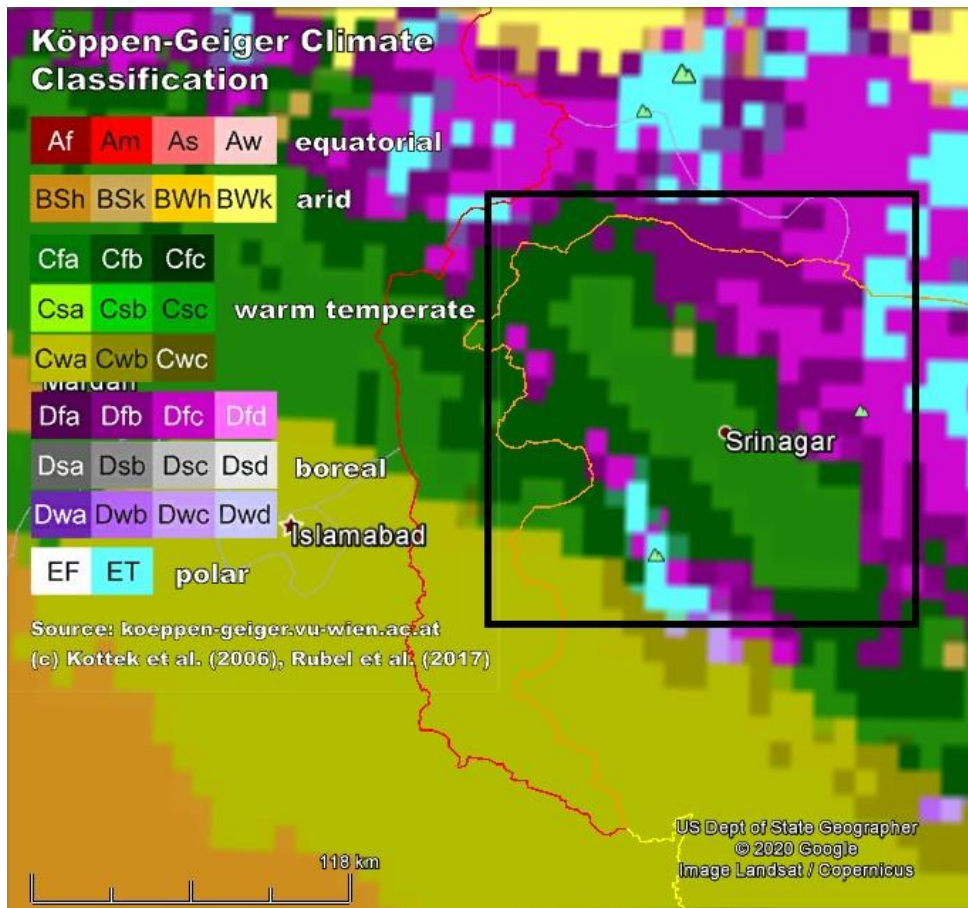 Köppen-Geiger Climate
Classification
Af Am As Aw equatorial
BSh BSk BWh BWk arid
Cfa Cfb Cfc
Csa Csb Csc warm temperate
Cwa Cwb Cwc
Mardan
Dfa Dfb Dfc Dfd
Dsa Dsb Dsc Dsd boreal
Dwa Dwb Dwc Dwd
Srinagar
Islamabad
EF ET polar
Source: koeppen-geiger.vu-wien.ac.at
(c) Kottek et al. (2006), Rubel et al. (2017)
US Dept of State Geographer
© 2020 Google
Image Landsat / Copernicus
118 km